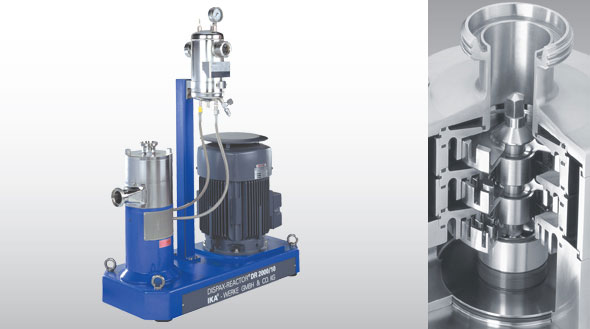 DISPAX-REACTOR® DR 2000/10
IKA® - WERKE GMBH & CO. KG